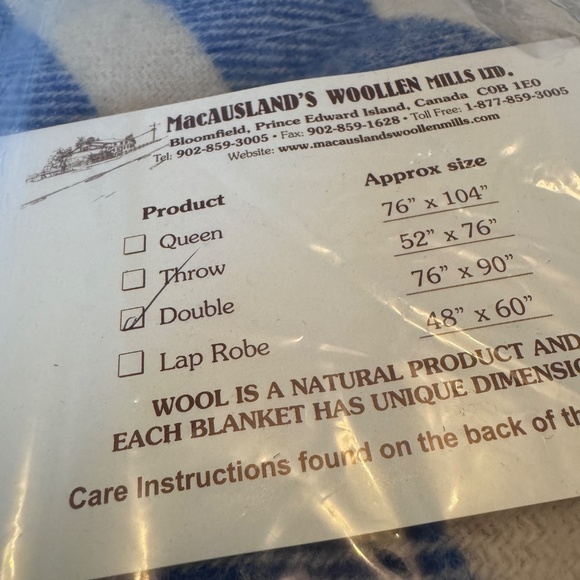 MacAUSLAND'S WOOLLEN MILLS LTD.
Bloomfield, Prince Edward Island, Canada C0B 1E0
Tel: 902-859-3005 • Fax: 902-859-1628 • Toll Free: 1-877-859-3005
Website: www.macauslandswoollenmills.com
Product Approx size
Queen 76" x 104"
Throw 52" x 76"
Double 76" x 90"
Lap Robe 48" x 60"
WOOL IS A NATURAL PRODUCT AND
EACH BLANKET HAS UNIQUE
Care Instructions found on the back of